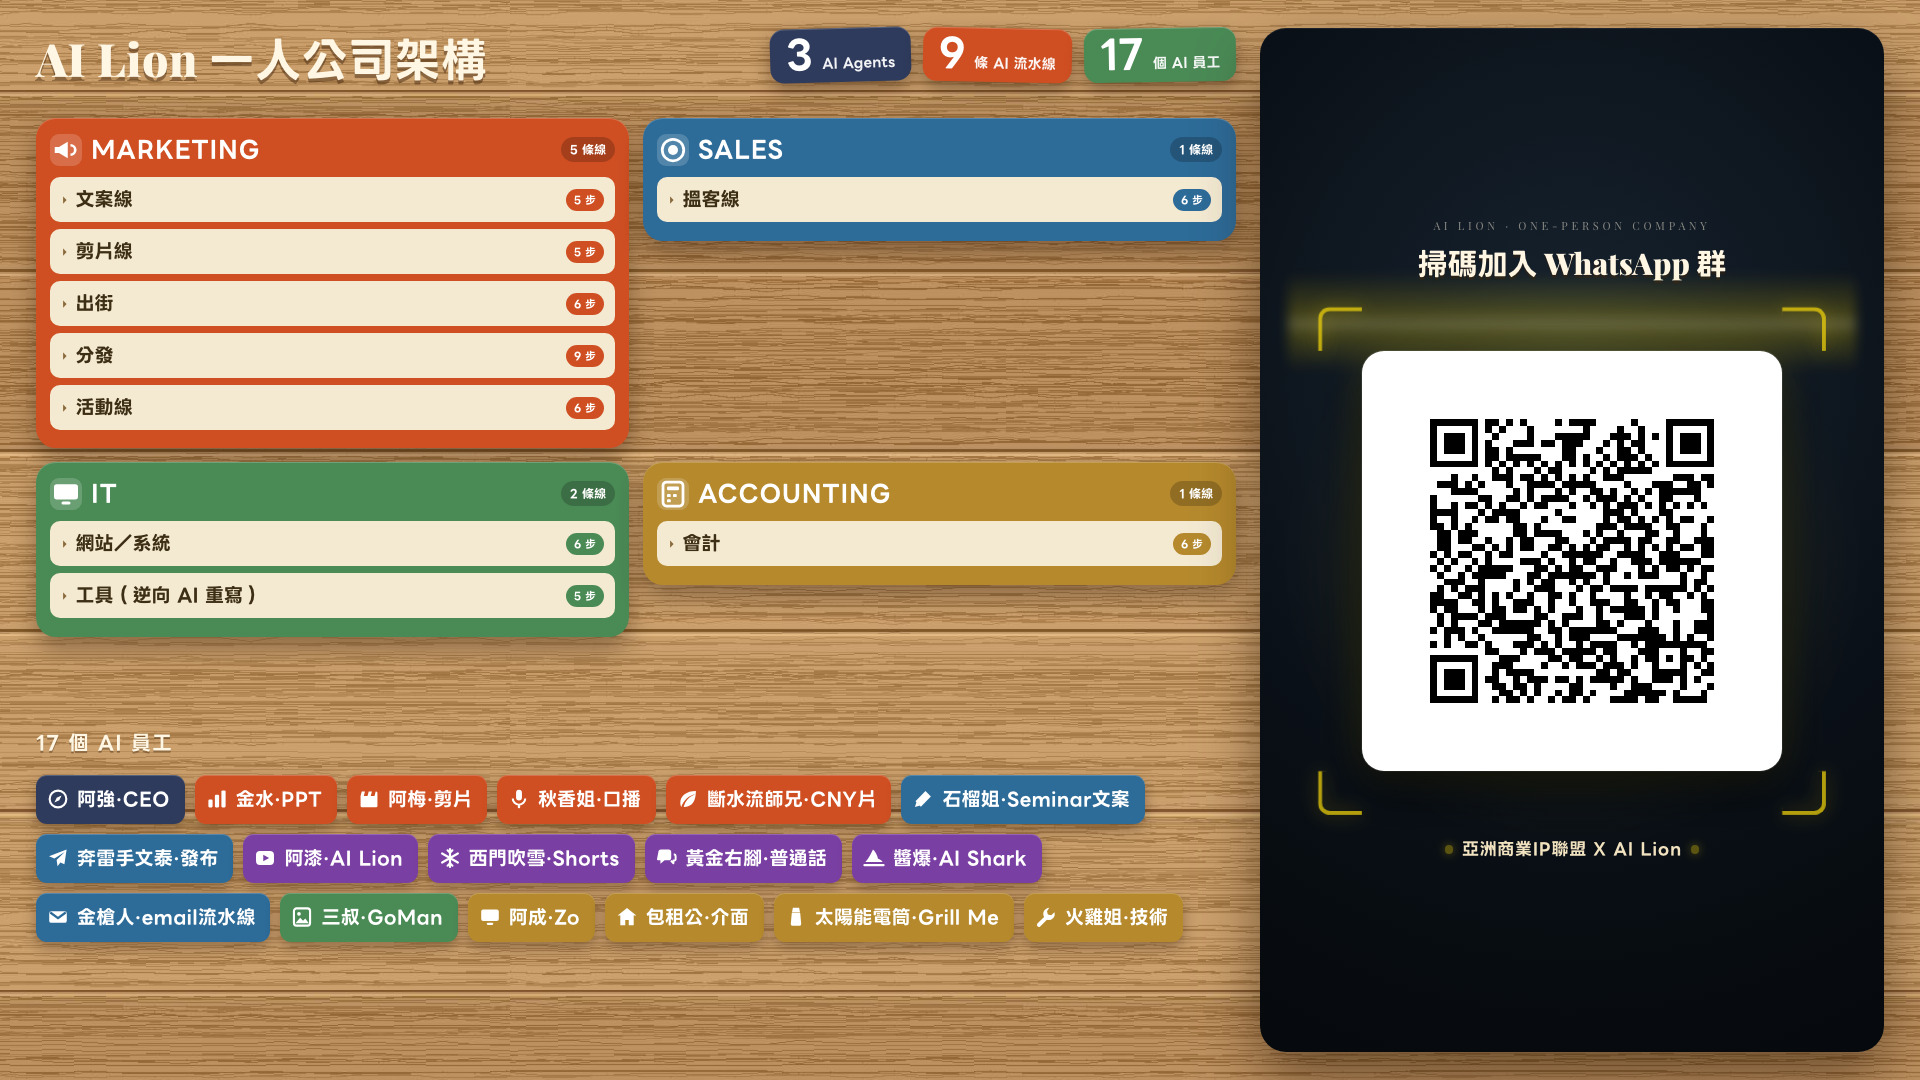 AI Lion 一人公司架構
3 AI Agents
9 條 AI 流水線
17 個 AI 員工
MARKETING
5 條線
文案線
5 步
剪片線
5 步
出街
6 步
分發
9 步
活動線
6 步
SALES
1 條線
搵客線
6 步
IT
2 條線
網站／系統
6 步
工具 ( 逆向 AI 重寫 )
5 步
ACCOUNTING
1 條線
會計
6 步
17 個 AI 員工
阿強·CEO
金水·PPT
阿梅·剪片
秋香姐·口播
斷水流師兄·CNY片
石榴姐·Seminar文案
奔雷手文泰·發布
阿漆·AI Lion
西門吹雪·Shorts
黃金右腳·普通話
醬爆·AI Shark
金槍人·email流水線
三叔·GoMan
阿成·Zo
包租公·介面
太陽能電筒·Grill Me
火雞姐·技術
AI LION · ONE-PERSON COMPANY
掃碼加入 WhatsApp 群
亞洲商業IP聯盟 X AI Lion